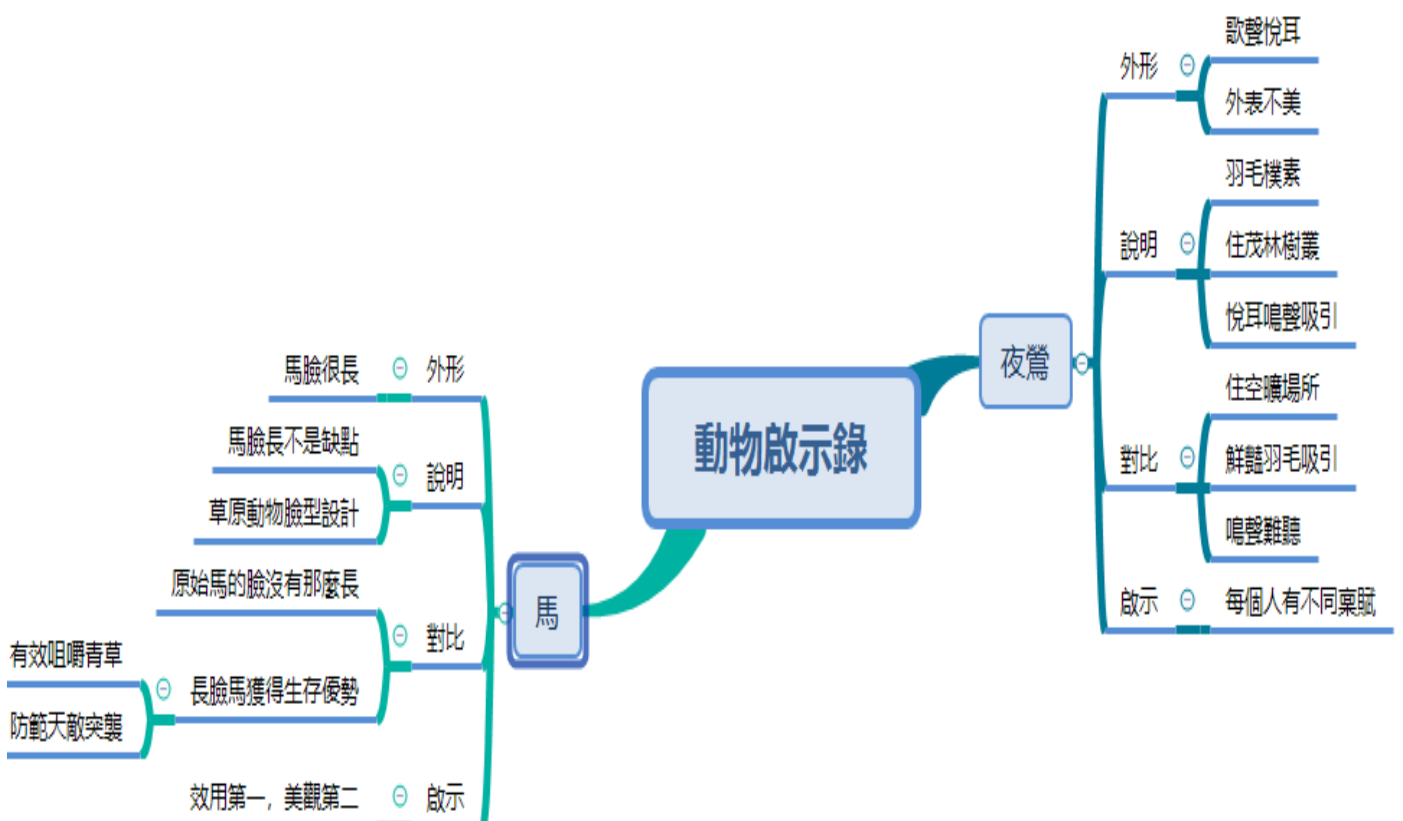 動物啟示錄
夜鶯
外形
歌聲悅耳
外表不美
說明
羽毛樸素
住茂林樹叢
悅耳鳴聲吸引
對比
住空曠場所
鮮豔羽毛吸引
鳴聲難聽
啟示
每個人有不同稟賦
馬
外形
馬臉很長
說明
馬臉長不是缺點
草原動物臉型設計
對比
原始馬的臉沒有那麼長
長臉馬獲得生存優勢
有效咀嚼青草
防範天敵突襲
啟示
效用第一，美觀第二